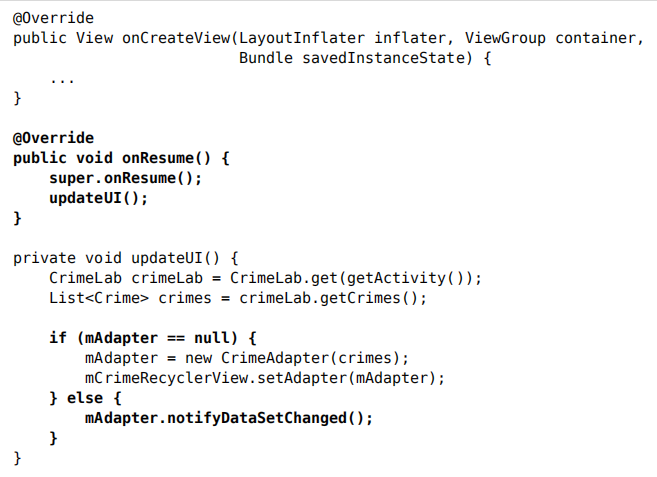 @Override
public View onCreateView(LayoutInflater inflater, ViewGroup container,
                         Bundle savedInstanceState) {
    ...
}

@Override
public void onResume() {
    super.onResume();
    updateUI();
}

private void updateUI() {
    CrimeLab crimeLab = CrimeLab.get(getActivity());
    List<Crime> crimes = crimeLab.getCrimes();

    if (mAdapter == null) {
        mAdapter = new CrimeAdapter(crimes);
        mCrimeRecyclerView.setAdapter(mAdapter);
    } else {
        mAdapter.notifyDataSetChanged();
    }
}